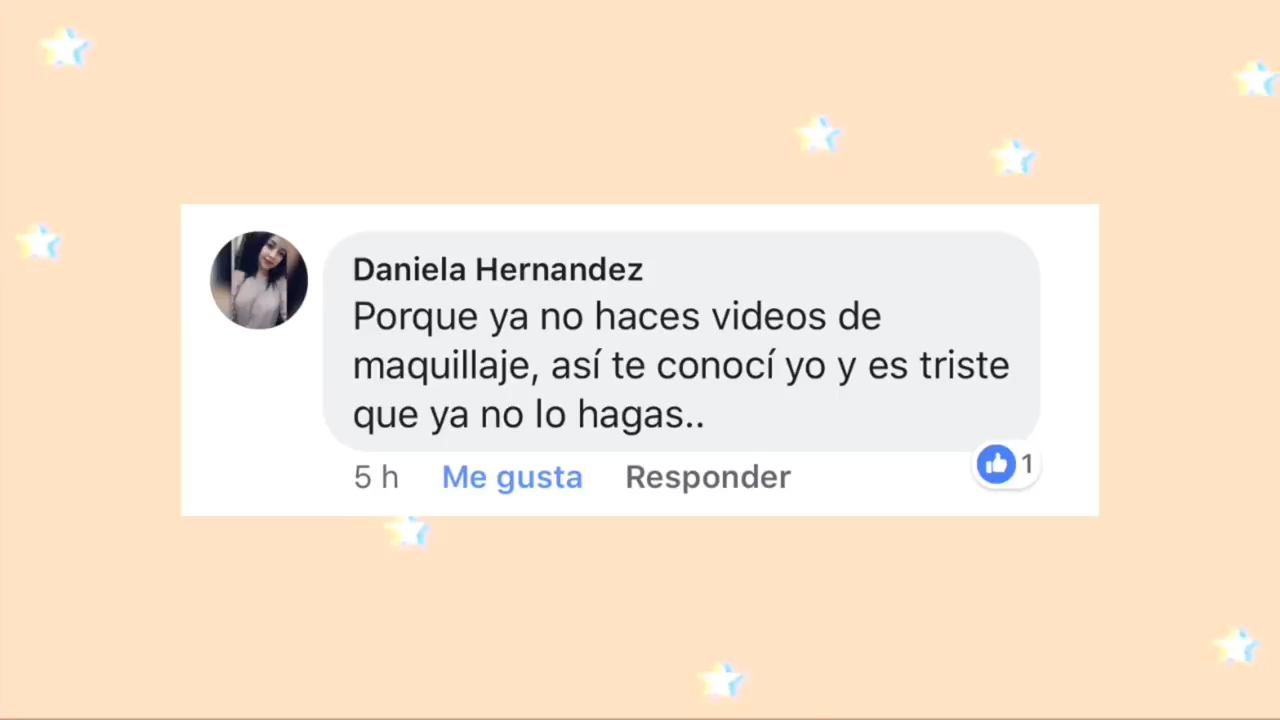 Daniela Hernandez
Porque ya no haces videos de
maquillaje, así te conocí yo y es triste
que ya no lo hagas..
5 h Me gusta Responder 1